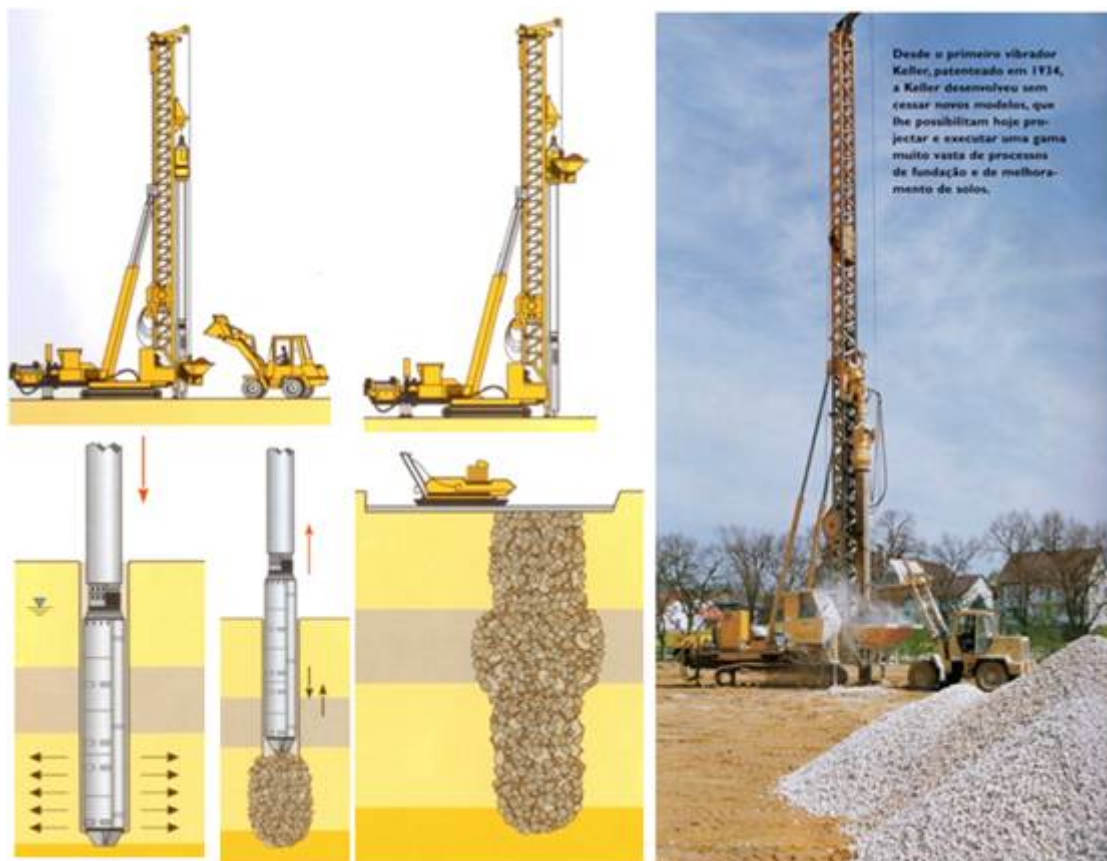 Desde o primeiro vibrador
Keller, patenteado em 1934,
a Keller desenvolveu sem
cessar novos modelos, que
lhe possibilitam hoje pro-
jectar e executar uma gama
muito vasta de processos
de fundação e de melhora-
mento de solos.